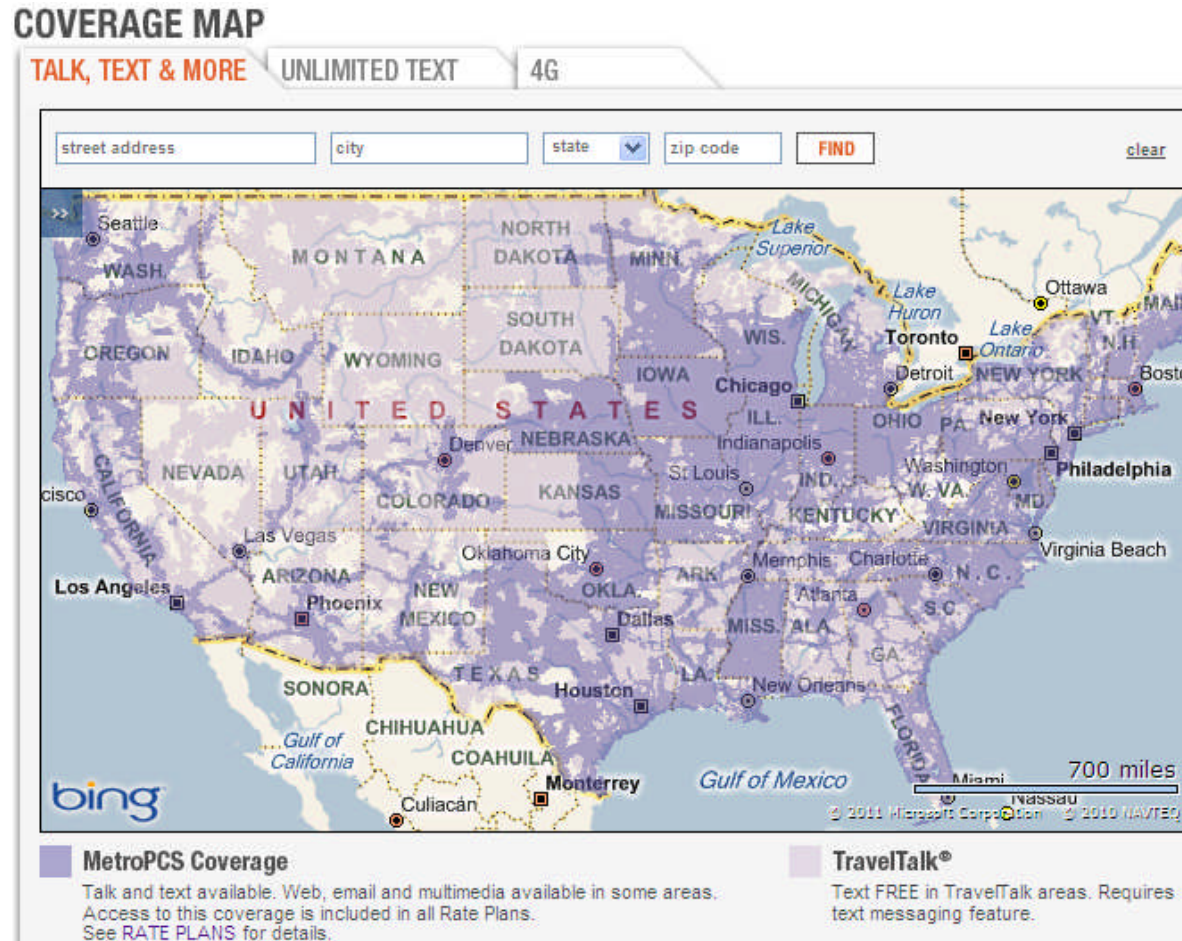 COVERAGE MAP
TALK, TEXT & MORE
UNLIMITED TEXT
4G
street address
city
state
zip code
FIND
clear
>>
Seattle
WASH.
MONTANA
NORTH
DAKOTA
MINN.
Lake
Superior
MICHIGAN
Lake
Huron
Ottawa
MAI
VT.
N.H
Toronto
Lake
Ontario
OREGON
IDAHO
WYOMING
SOUTH
DAKOTA
WIS.
IOWA
Chicago
Detroit
NEW YORK
Bost
UNITED STATES
ILL.
OHIO
PA.
New York
Denver
NEBRASKA
Indianapolis
NEVADA
UTAH
COLORADO
KANSAS
St Louis
IND.
Washington
W. VA.
Philadelphia
MD.
CALIFORNIA
cisco
MISSOURI
KENTUCKY
VIRGINIA
Las Vegas
Oklahoma City
Memphis
Charlotte
Virginia Beach
Los Angeles
ARIZONA
Phoenix
NEW
MEXICO
OKLA.
ARK
N.C.
Atlanta
S.C
Dallas
MISS.
ALA
GA.
TEXAS
Houston
LA.
New Orleans
SONORA
CHIHUAHUA
COAHUILA
FLORIDA
Gulf of
California
Monterrey
Gulf of Mexico
Miami
700 miles
Nassau
Culiacán
bing
© 2011 Microsoft Corporation © 2010 NAVTEQ
MetroPCS Coverage
Talk and text available. Web, email and multimedia available in some areas.
Access to this coverage is included in all Rate Plans.
See RATE PLANS for details.
TravelTalk®
Text FREE in TravelTalk areas. Requires
text messaging feature.